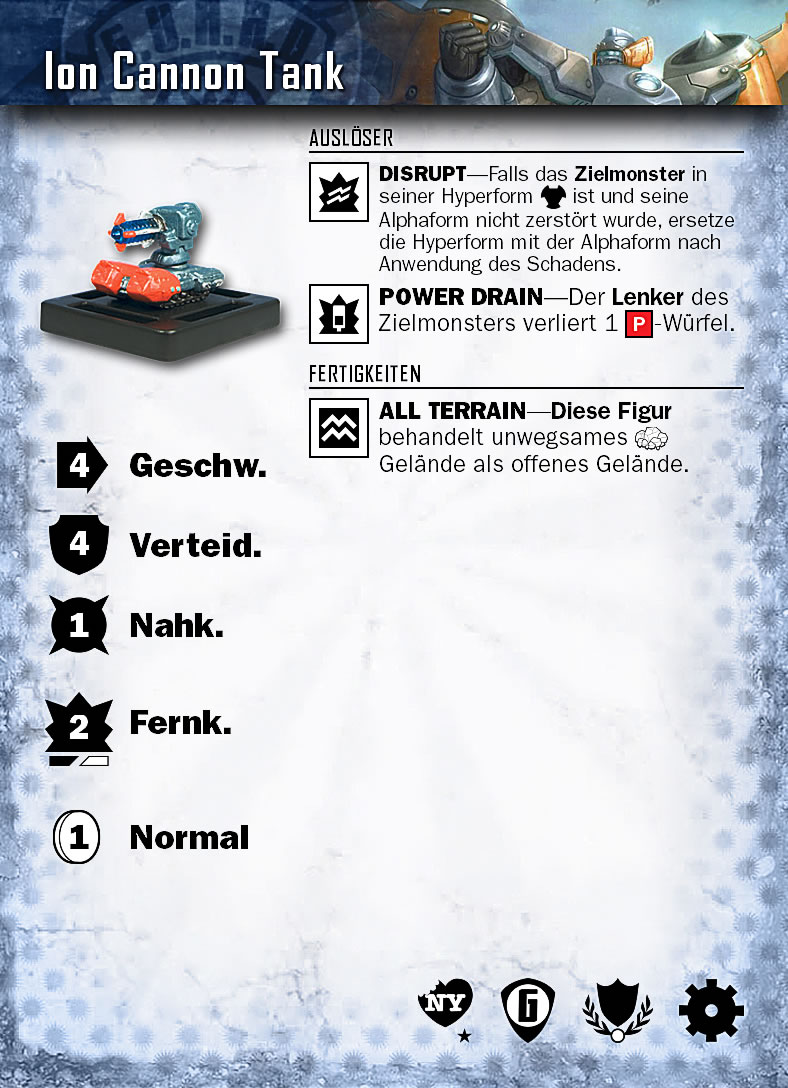 Ion Cannon Tank
AUSLÖSER
DISRUPT—Falls das Zielmonster in
seiner Hyperform ist und seine
Alphaform nicht zerstört wurde, ersetze
die Hyperform mit der Alphaform nach
Anwendung des Schadens.
POWER DRAIN—Der Lenker des
Zielmonsters verliert 1 P-Würfel.
FERTIGKEITEN
ALL TERRAIN—Diese Figur
behandelt unwegsames
Gelände als offenes Gelände.
4 Geschw.
4 Verteid.
1 Nahk.
2 Fernk.
1 Normal
NY G